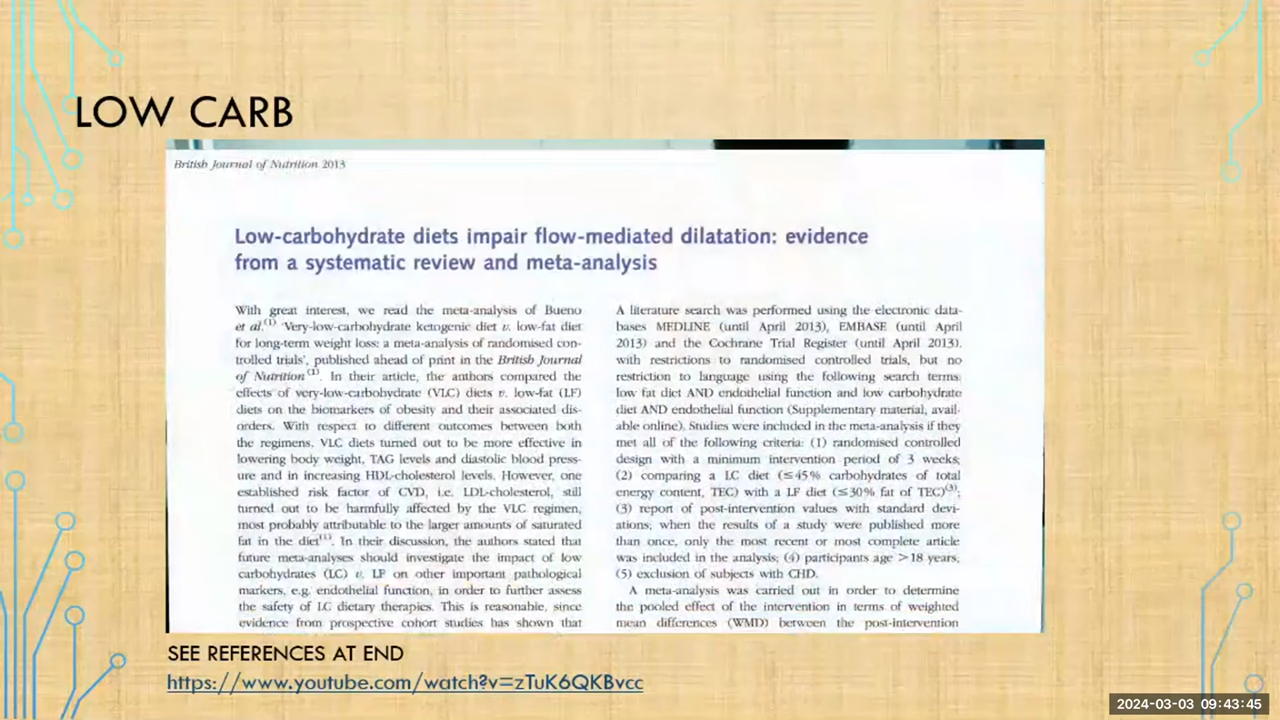 LOW CARB
British Journal of Nutrition 2013
Low-carbohydrate diets impair flow-mediated dilatation: evidence
from a systematic review and meta-analysis
With great interest, we read the meta-analysis of Bueno
et al.(1) ‘Very-low-carbohydrate ketogenic diet v. low-fat diet
for long-term weight loss: a meta-analysis of randomised con-
trolled trials’, published ahead of print in the British Journal
of Nutrition(1). In their article, the authors compared the
effects of very-low-carbohydrate (VLC) diets v. low-fat (LF)
diets on the biomarkers of obesity and their associated dis-
orders. With respect to different outcomes between both
the regimens, VLC diets turned out to be more effective in
lowering body weight, TAG levels and diastolic blood press-
ure and in increasing HDL-cholesterol levels. However, one
established risk factor of CVD, i.e. LDL-cholesterol, still
turned out to be harmfully affected by the VLC regimen,
most probably attributable to the larger amounts of saturated
fat in the diet(1). In their discussion, the authors stated that
future meta-analyses should investigate the impact of low
carbohydrates (LC) v. LF on other important pathological
markers, e.g. endothelial function, in order to further assess
the safety of LC dietary therapies. This is reasonable, since
evidence from prospective cohort studies has shown that
A literature search was performed using the electronic data-
bases MEDLINE (until April 2013), EMBASE (until April
2013) and the Cochrane Trial Register (until April 2013),
with restrictions to randomised controlled trials, but no
restriction to language using the following search terms:
low fat diet AND endothelial function and low carbohydrate
diet AND endothelial function (Supplementary material, avail-
able online). Studies were included in the meta-analysis if they
met all of the following criteria: (1) randomised controlled
design with a minimum intervention period of 3 weeks;
(2) comparing a LC diet (≤45% carbohydrates of total
energy content, TEC) with a LF diet (≤30% fat of TEC)(3);
(3) report of post-intervention values with standard devi-
ations; when the results of a study were published more
than once, only the most recent or most complete article
was included in the analysis; (4) participants age >18 years,
(5) exclusion of subjects with CHD.
A meta-analysis was carried out in order to determine
the pooled effect of the intervention in terms of weighted
mean differences (WMD) between the post-intervention
SEE REFERENCES AT END
https://www.youtube.com/watch?v=zTuK6QKBvcc
2024-03-03 09:43:45